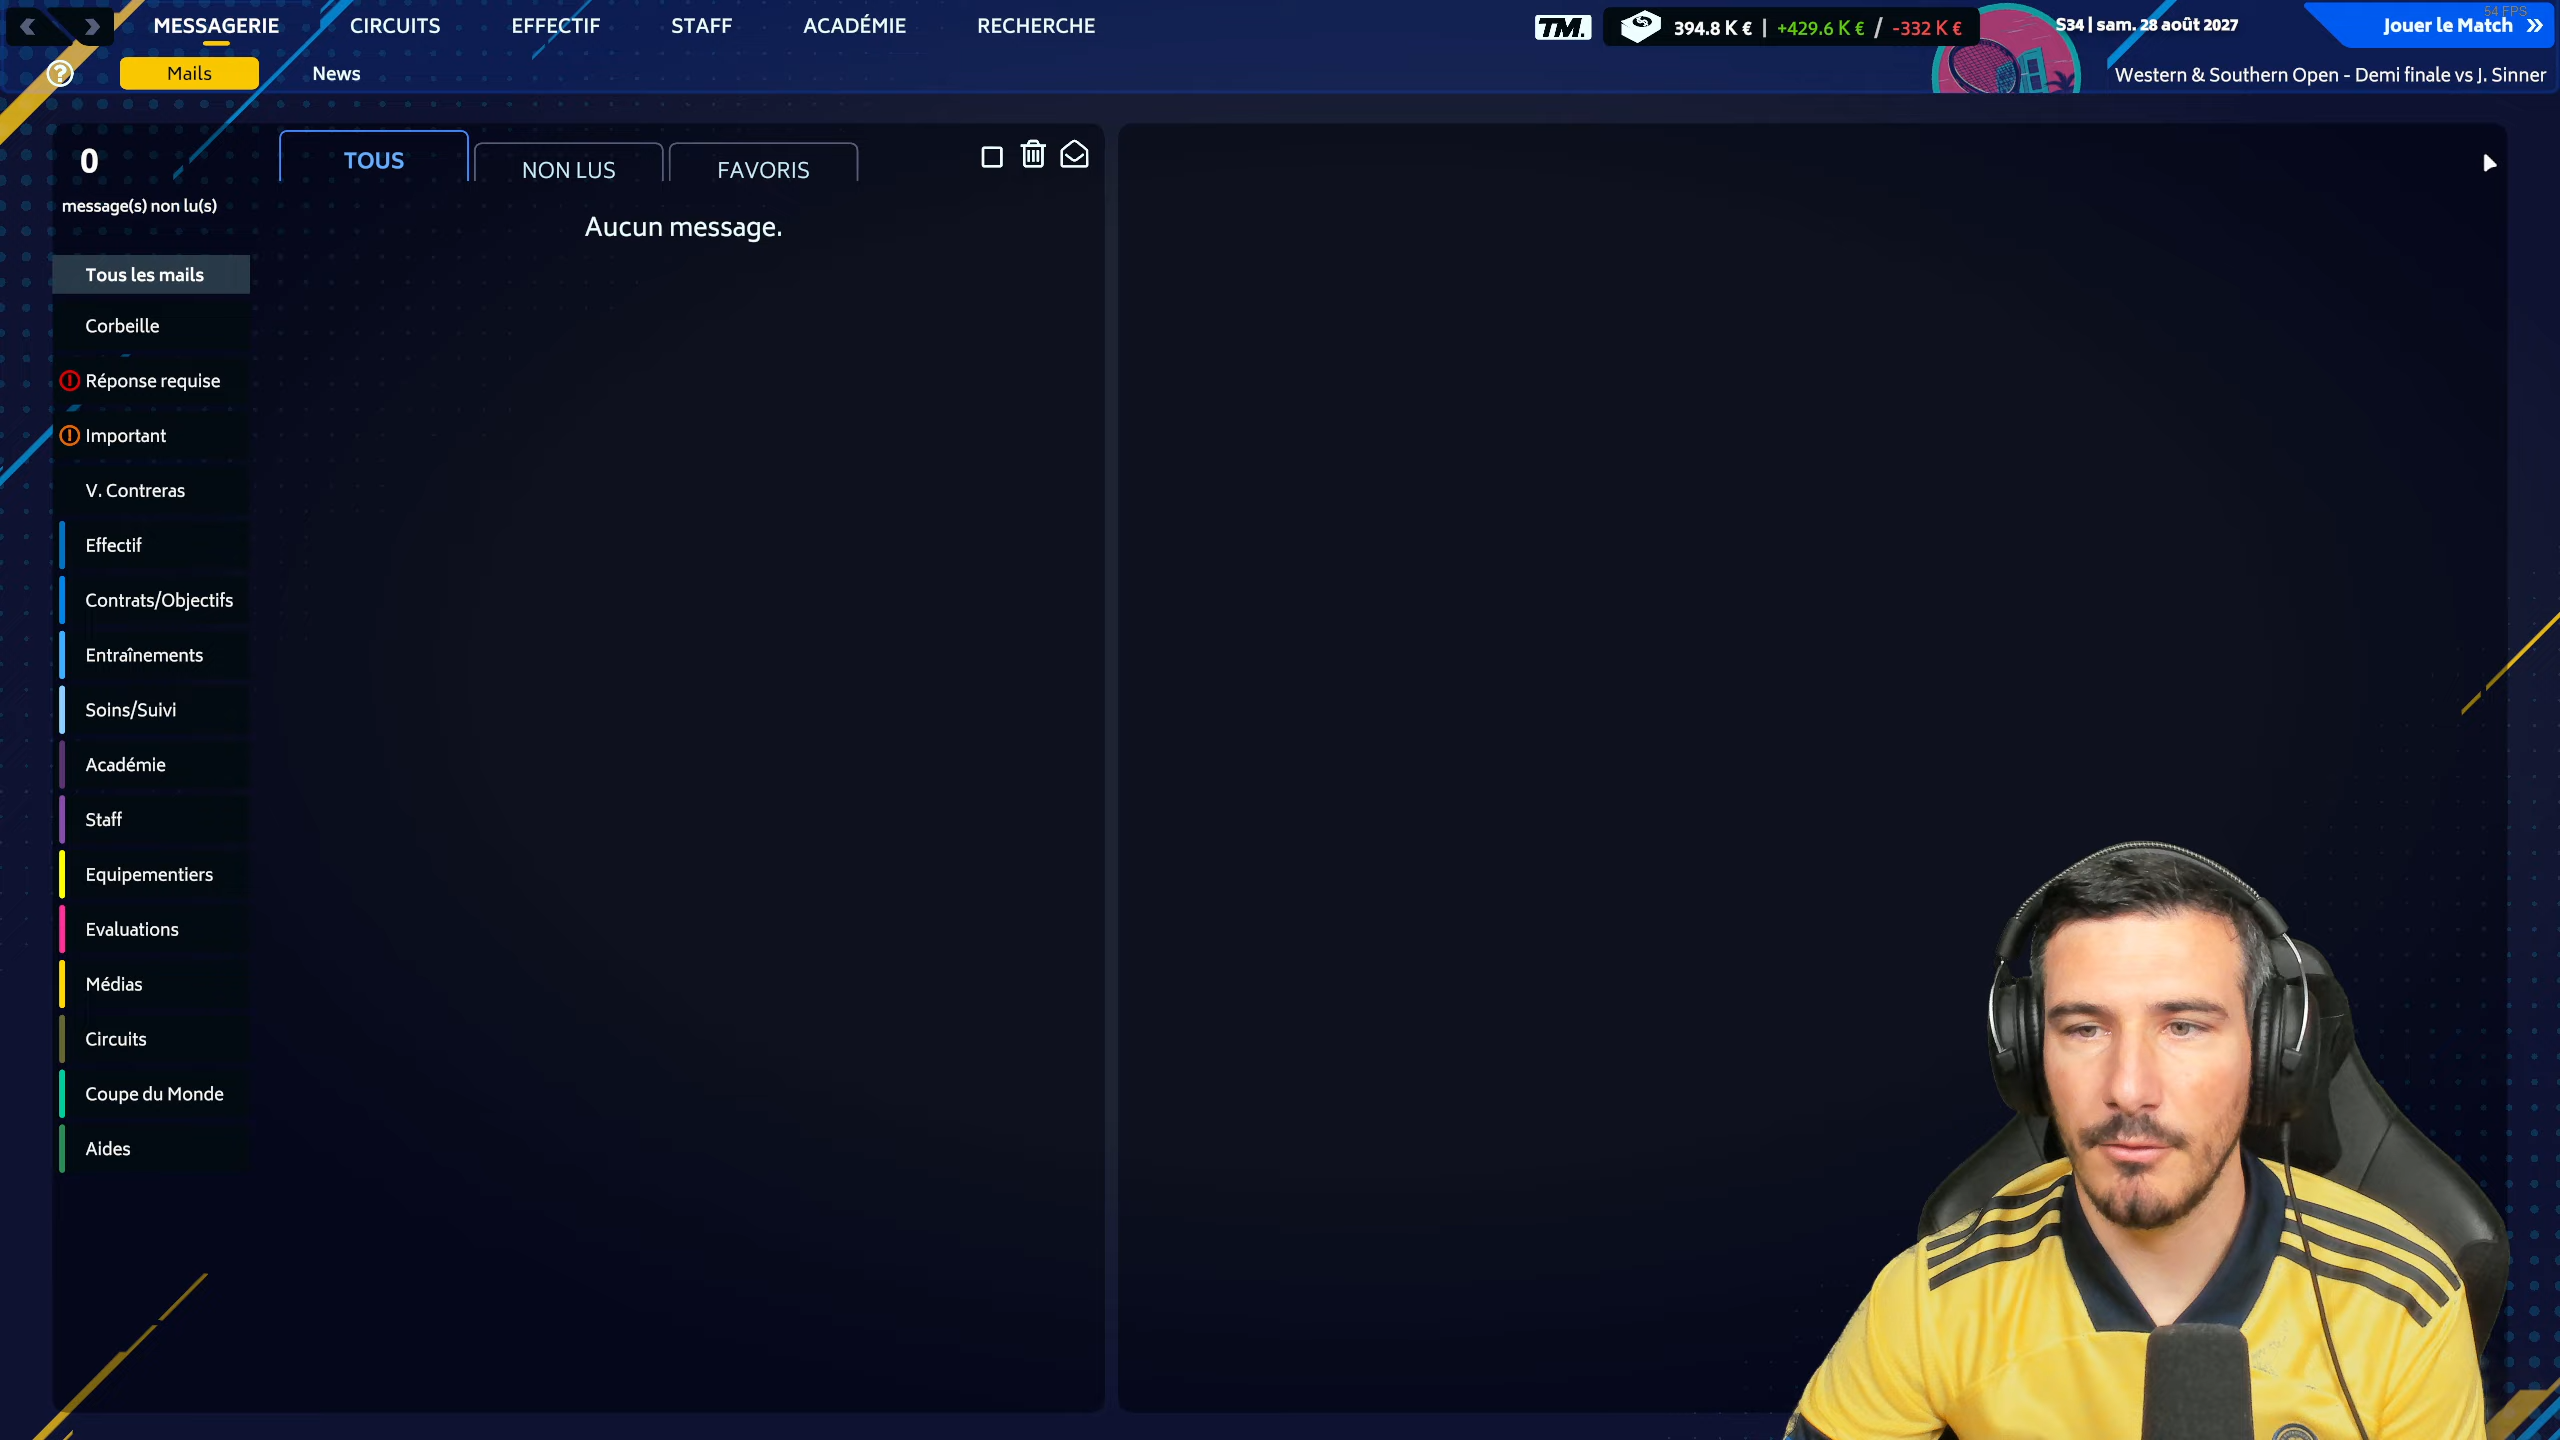 MESSAGERIE
CIRCUITS
EFFECTIF
STAFF
ACADÉMIE
RECHERCHE
TM.
394.8 K € | +429.6 K € / -332 K €
S34 | sam. 28 août 2027
54 FPS
Jouer le Match
?
Mails
News
Western & Southern Open - Demi finale vs J. Sinner
0
message(s) non lu(s)
TOUS
NON LUS
FAVORIS
Aucun message.
Tous les mails
Corbeille
Réponse requise
Important
V. Contreras
Effectif
Contrats/Objectifs
Entraînements
Soins/Suivi
Académie
Staff
Equipementiers
Evaluations
Médias
Circuits
Coupe du Monde
Aides